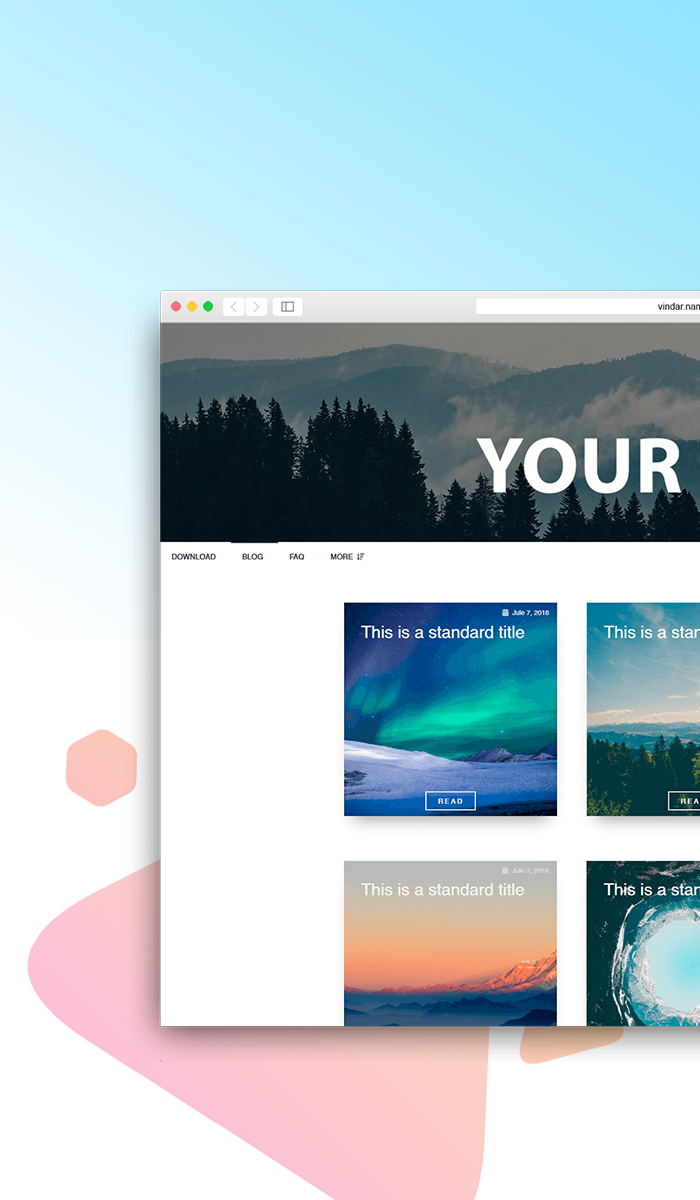 vindar.nam
YOUR
DOWNLOAD BLOG FAQ MORE
Jule 7, 2018
This is a standard title
READ
This is a stan
REA
Jule 7, 2018
This is a standard title
This is a stan